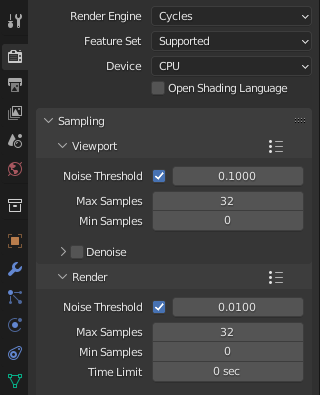 Render Engine Cycles
Feature Set Supported
Device CPU
Open Shading Language
Sampling
Viewport
Noise Threshold 0.1000
Max Samples 32
Min Samples 0
Denoise
Render
Noise Threshold 0.0100
Max Samples 32
Min Samples 0
Time Limit 0 sec